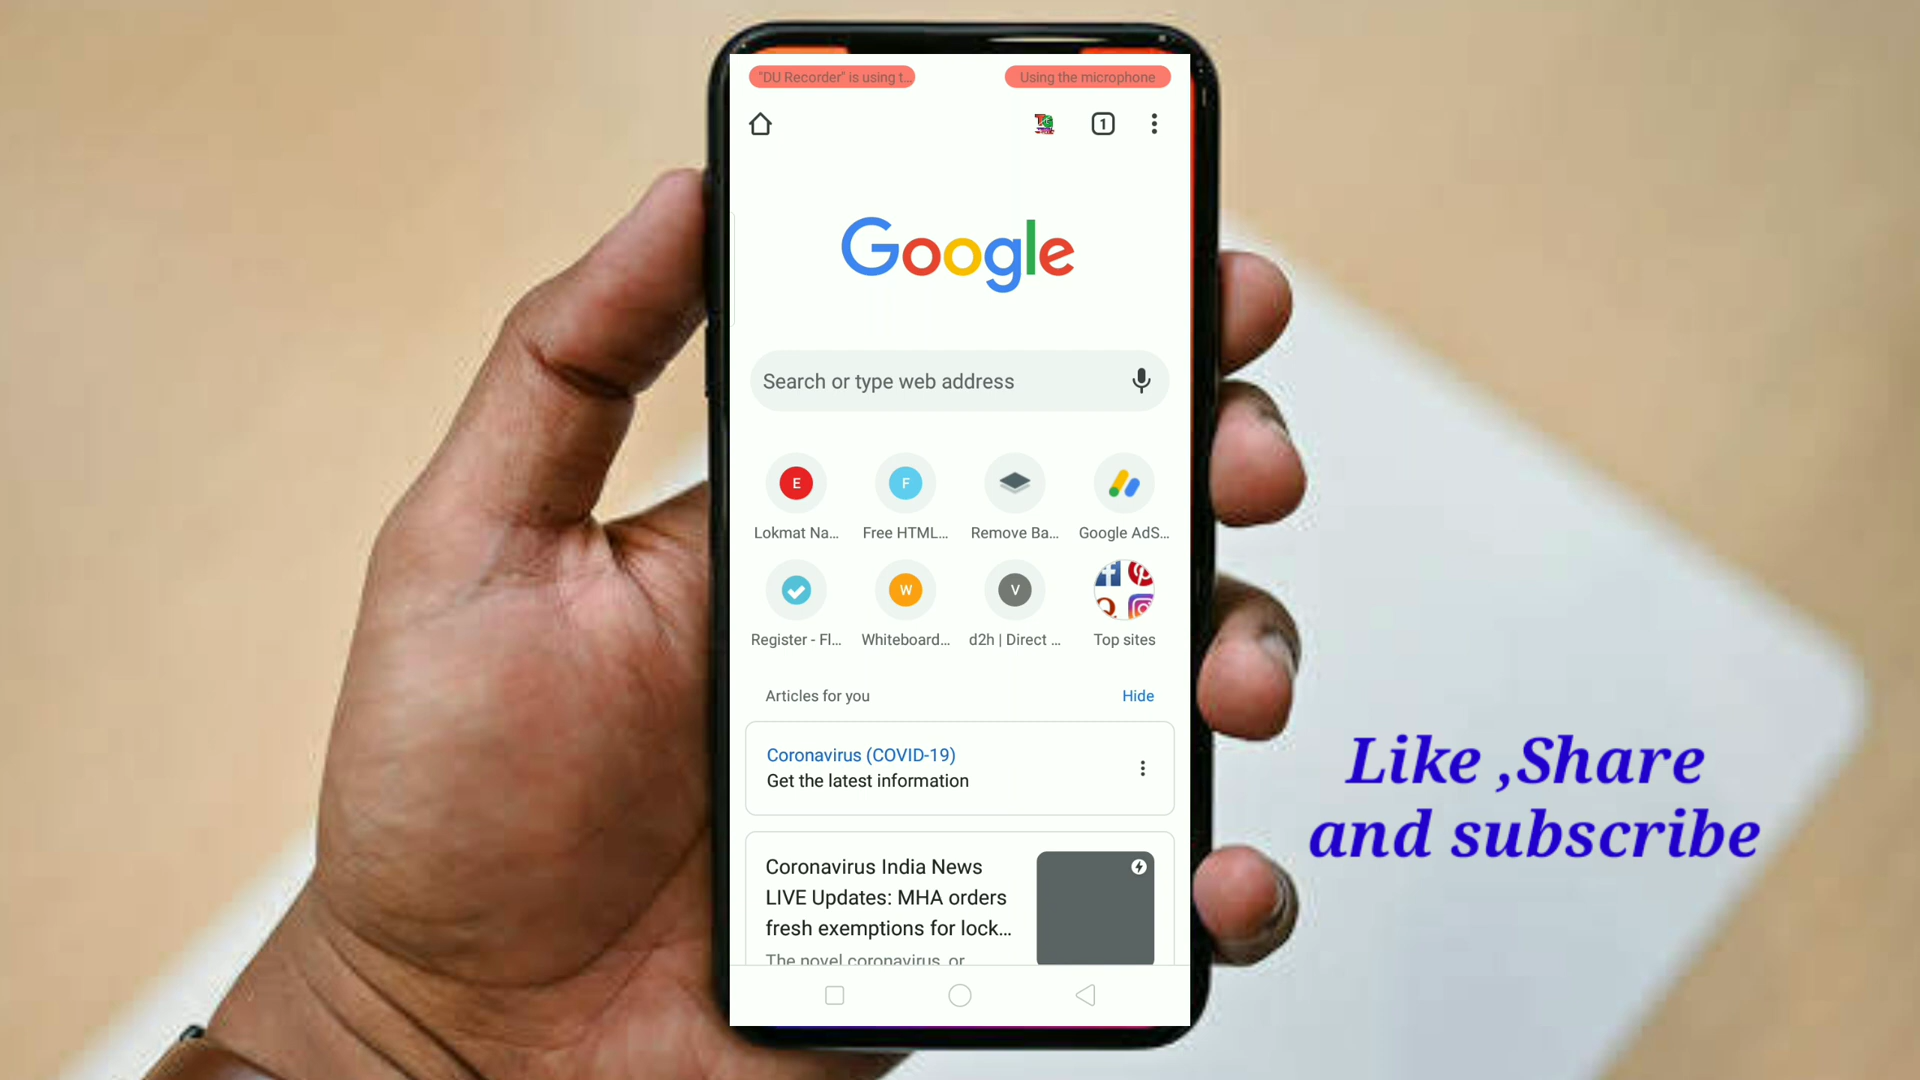 "DU Recorder" is using t...
Using the microphone
1
Google
Search or type web address
E
F
Lokmat Na...
Free HTML...
Remove Ba...
Google AdS...
W
V
Register - Fl...
Whiteboard...
d2h | Direct ...
Top sites
Articles for you
Hide
Coronavirus (COVID-19)
Get the latest information
Coronavirus India News
LIVE Updates: MHA orders
fresh exemptions for lock...
The novel coronavirus, or
Like ,Share
and subscribe